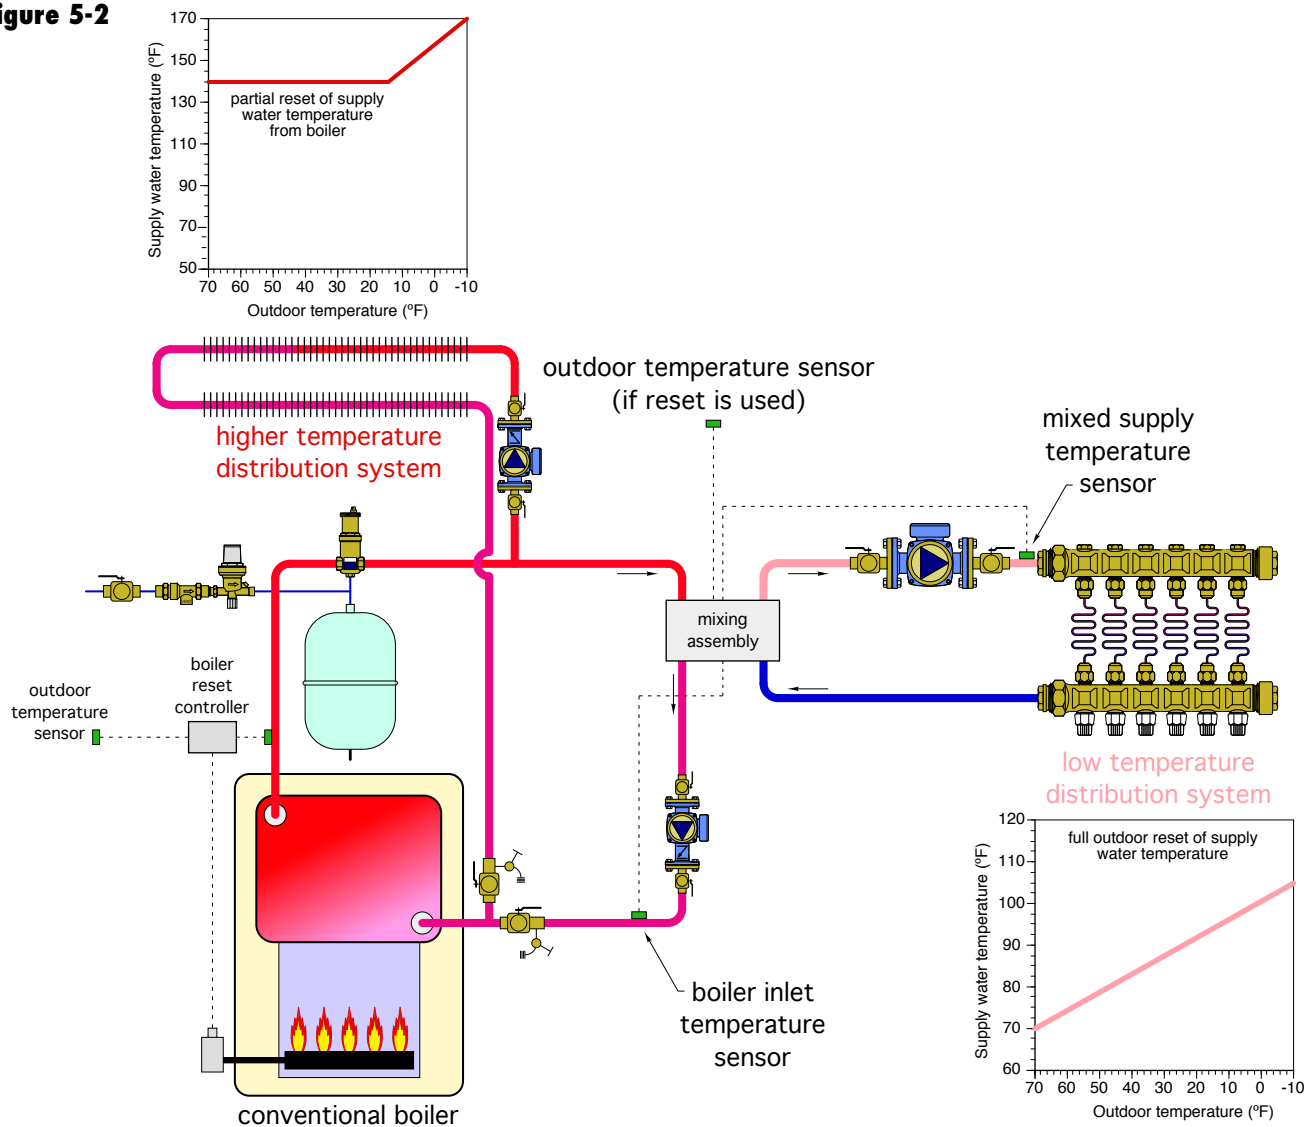 igure 5-2
170
150
130
110
90
70
50
Supply water temperature (ºF)
partial reset of supply
water temperature
from boiler
70 60 50 40 30 20 10 0 -10
Outdoor temperature (ºF)
higher temperature
distribution system
outdoor temperature sensor
(if reset is used)
mixed supply
temperature
sensor
mixing
assembly
boiler
reset
controller
outdoor
temperature
sensor
low temperature
distribution system
120
110
100
90
80
70
60
Supply water temperature (ºF)
full outdoor reset of supply
water temperature
70 60 50 40 30 20 10 0 -10
Outdoor temperature (ºF)
boiler inlet
temperature
sensor
conventional boiler